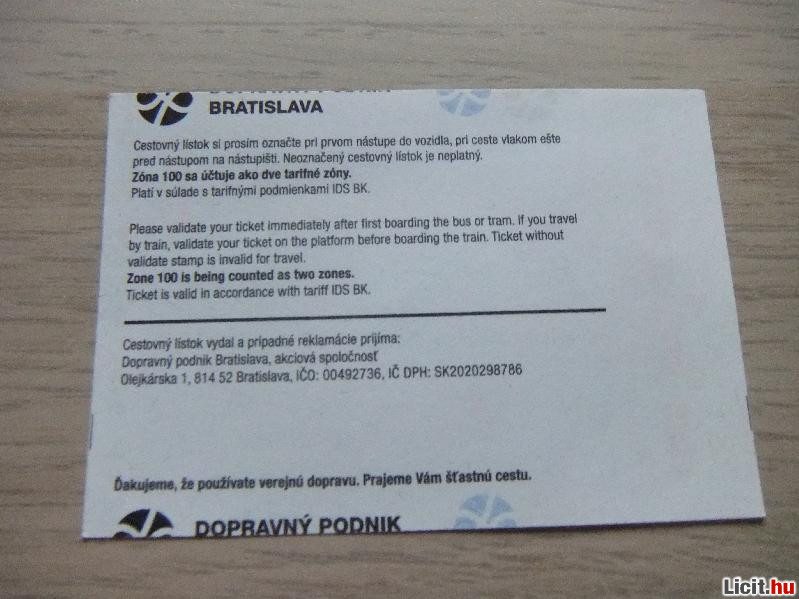 DOPRAVNÝ PODNIK
BRATISLAVA
Cestovný lístok si prosím označte pri prvom nástupe do vozidla, pri ceste vlakom ešte
pred nástupom na nástupišti. Neoznačený cestovný lístok je neplatný.
Zóna 100 sa účtuje ako dve tarifné zóny.
Platí v súlade s tarifnými podmienkami IDS BK.
Please validate your ticket immediately after first boarding the bus or tram. If you travel
by train, validate your ticket on the platform before boarding the train. Ticket without
validate stamp is invalid for travel.
Zone 100 is being counted as two zones.
Ticket is valid in accordance with tariff IDS BK.
Cestovný lístok vydal a prípadné reklamácie prijíma:
Dopravný podnik Bratislava, akciová spoločnosť
Olejkárska 1, 814 52 Bratislava, IČO: 00492736, IČ DPH: SK2020298786
Ďakujeme, že používate verejnú dopravu. Prajeme Vám šťastnú cestu.
DOPRAVNÝ PODNIK
Licit.hu